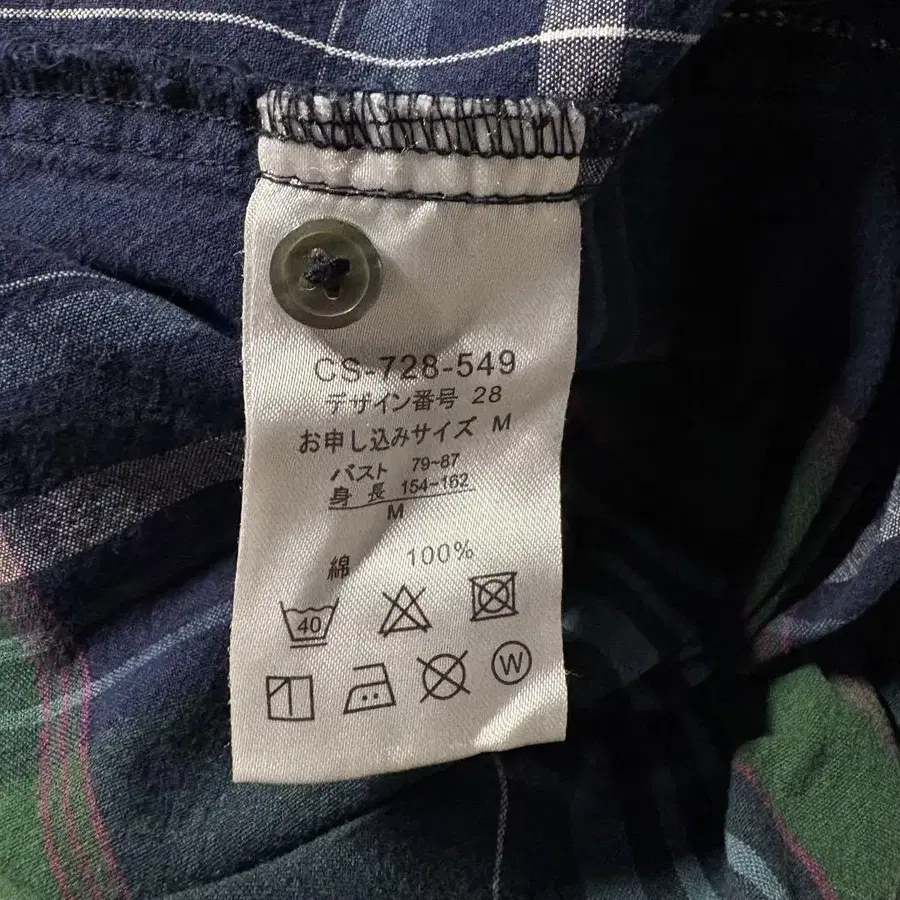 CS-728-549
デザイン番号 28
お申し込みサイズ M
バスト 79~87
身長 154~162
M
綿 100%
40
W